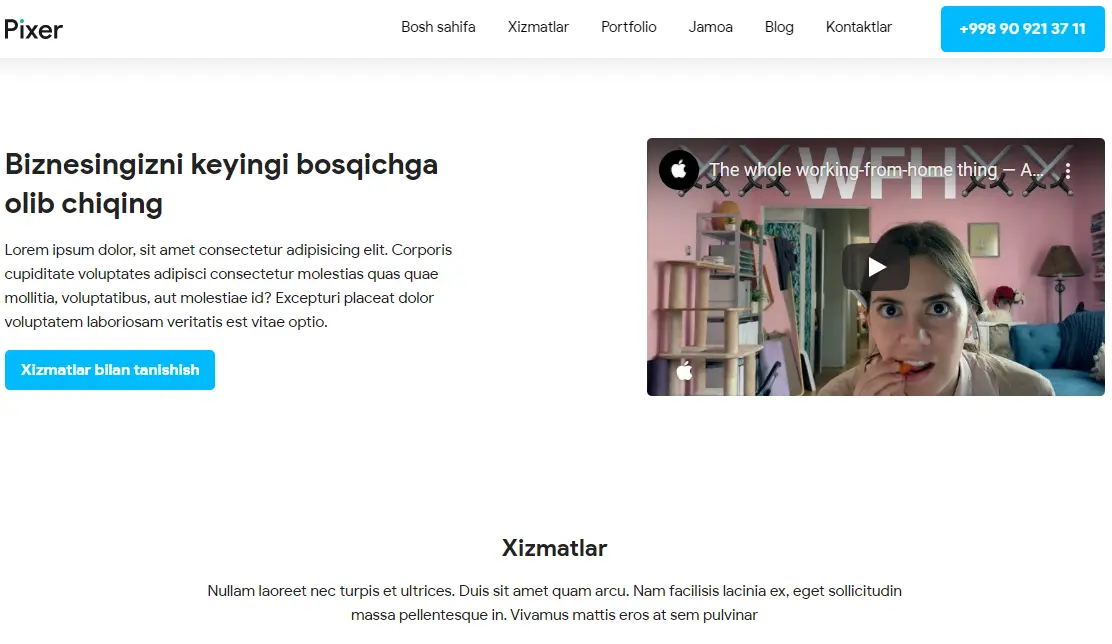 Pixer
Bosh sahifa
Xizmatlar
Portfolio
Jamoa
Blog
Kontaktlar
+998 90 921 37 11
Biznesingizni keyingi bosqichga
olib chiqing
Lorem ipsum dolor, sit amet consectetur adipisicing elit. Corporis
cupiditate voluptates adipisci consectetur molestias quas quae
mollitia, voluptatibus, aut molestiae id? Excepturi placeat dolor
voluptatem laboriosam veritatis est vitae optio.
Xizmatlar bilan tanishish
The whole working-from-home thing — A...
WFH
Xizmatlar
Nullam laoreet nec turpis et ultrices. Duis sit amet quam arcu. Nam facilisis lacinia ex, eget sollicitudin
massa pellentesque in. Vivamus mattis eros at sem pulvinar